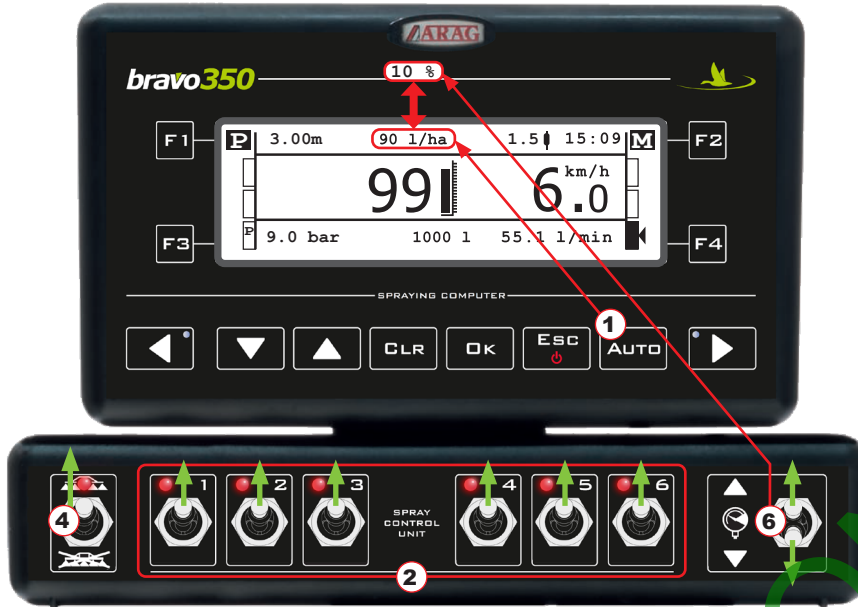 ARAG
bravo350
10 %
F1
F2
P 3.00m 90 l/ha 1.5 15:09 M
99 6.0 km/h
F3
F4
P 9.0 bar 1000 l 55.1 l/min
SPRAYING COMPUTER
1
CLR OK ESC AUTO
1 2 3 4 5 6
4
SPRAY
CONTROL
UNIT
6
2